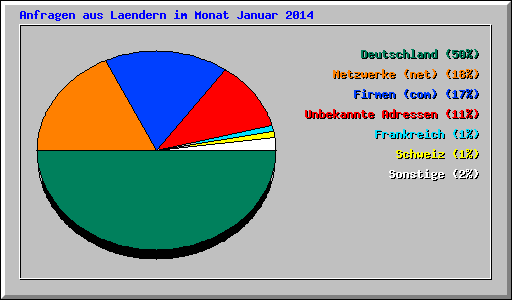 Anfragen aus Laendern im Monat Januar 2014
Deutschland (50%)
Netzwerke (net) (18%)
Firmen (com) (17%)
Unbekannte Adressen (11%)
Frankreich (1%)
Schweiz (1%)
Sonstige (2%)